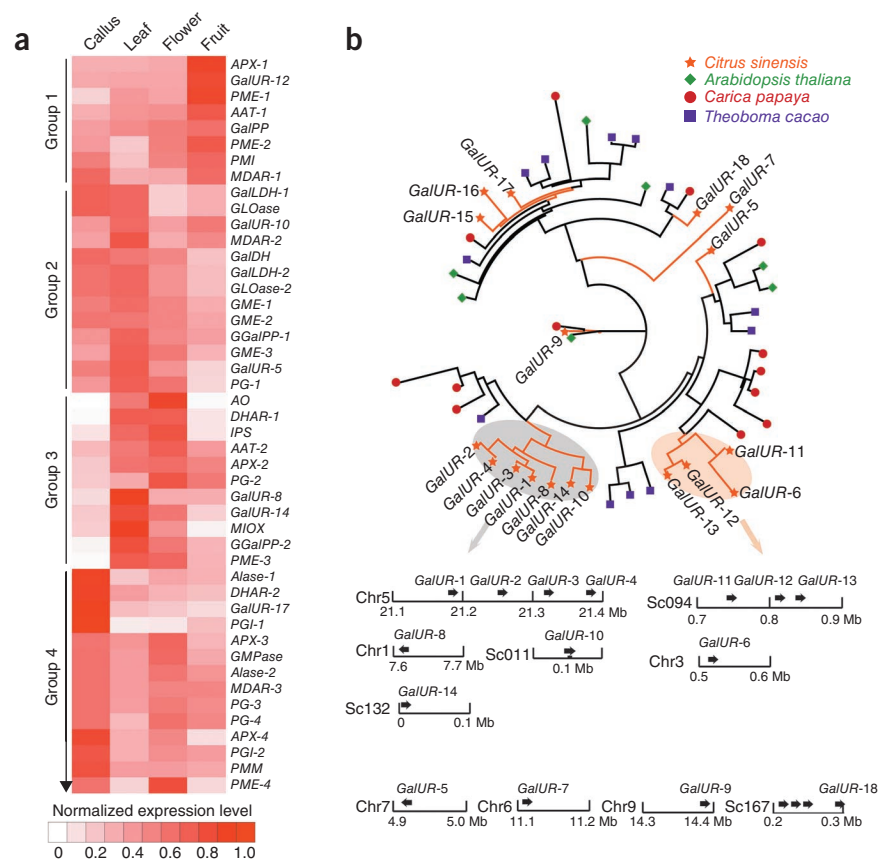 a
Callus Leaf Flower Fruit
Group 1
APX-1
GalUR-12
PME-1
AAT-1
GalPP
PME-2
PMI
MDAR-1
Group 2
GalLDH-1
GLOase
GalUR-10
MDAR-2
GalDH
GalLDH-2
GLOase-2
GME-1
GME-2
GGalPP-1
GME-3
GalUR-5
PG-1
Group 3
AO
DHAR-1
IPS
AAT-2
APX-2
PG-2
GalUR-8
GalUR-14
MIOX
GGalPP-2
PME-3
Group 4
Alase-1
DHAR-2
GalUR-17
PGI-1
APX-3
GMPase
Alase-2
MDAR-3
PG-3
PG-4
APX-4
PGI-2
PMM
PME-4
Normalized expression level
0 0.2 0.4 0.6 0.8 1.0
b
Citrus sinensis
Arabidopsis thaliana
Carica papaya
Theoboma cacao
GalUR-17
GalUR-16
GalUR-15
GalUR-18
GalUR-7
GalUR-5
GalUR-9
GalUR-2
GalUR-4
GalUR-3
GalUR-1
GalUR-8
GalUR-14
GalUR-10
GalUR-11
GalUR-6
GalUR-12
GalUR-13
GalUR-1 GalUR-2 GalUR-3 GalUR-4
Chr5
21.1 21.2 21.3 21.4 Mb
GalUR-11 GalUR-12 GalUR-13
Sc094
0.7 0.8 0.9 Mb
GalUR-8
Chr1
7.6 7.7 Mb
GalUR-10
Sc011
0.1 Mb
GalUR-6
Chr3
0.5 0.6 Mb
GalUR-14
Sc132
0 0.1 Mb
GalUR-5
Chr7
4.9 5.0 Mb
GalUR-7
Chr6
11.1 11.2 Mb
GalUR-9
Chr9
14.3 14.4 Mb
GalUR-18
Sc167
0.2 0.3 Mb